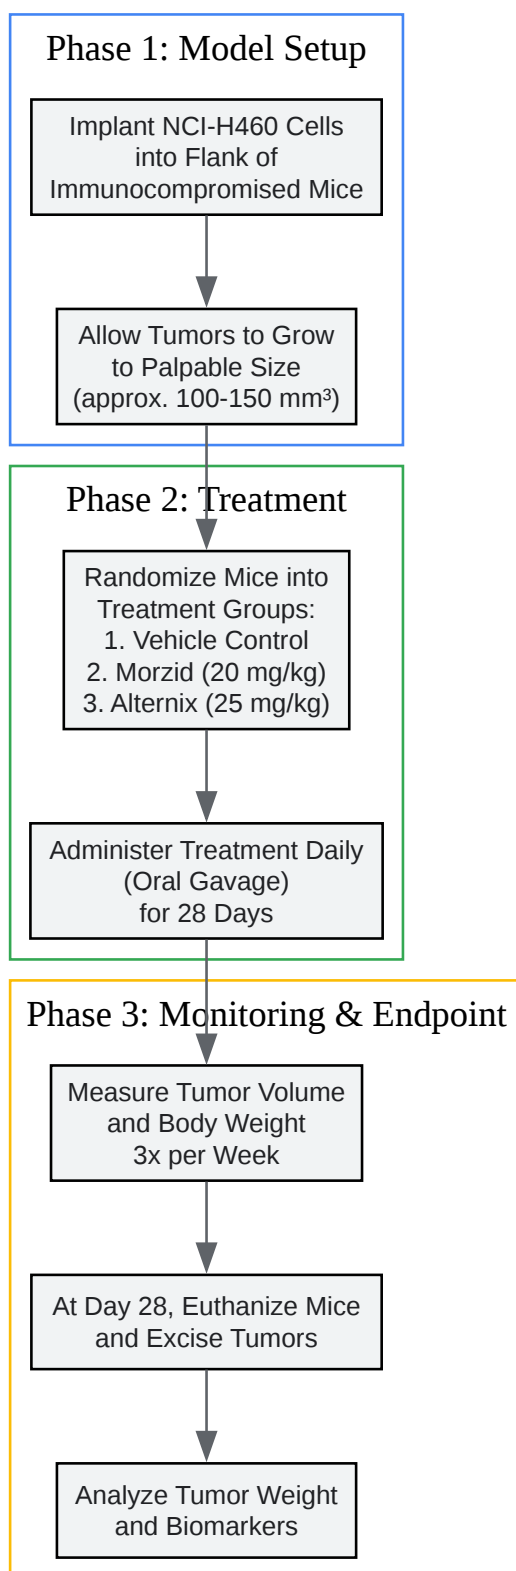 Phase 1: Model Setup
Implant NCI-H460 Cells
into Flank of
Immunocompromised Mice
Allow Tumors to Grow
to Palpable Size
(approx. 100-150 mm³)
Phase 2: Treatment
Randomize Mice into
Treatment Groups:
1. Vehicle Control
2. Morzid (20 mg/kg)
3. Alternix (25 mg/kg)
Administer Treatment Daily
(Oral Gavage)
for 28 Days
Phase 3: Monitoring & Endpoint
Measure Tumor Volume
and Body Weight
3x per Week
At Day 28, Euthanize Mice
and Excise Tumors
Analyze Tumor Weight
and Biomarkers